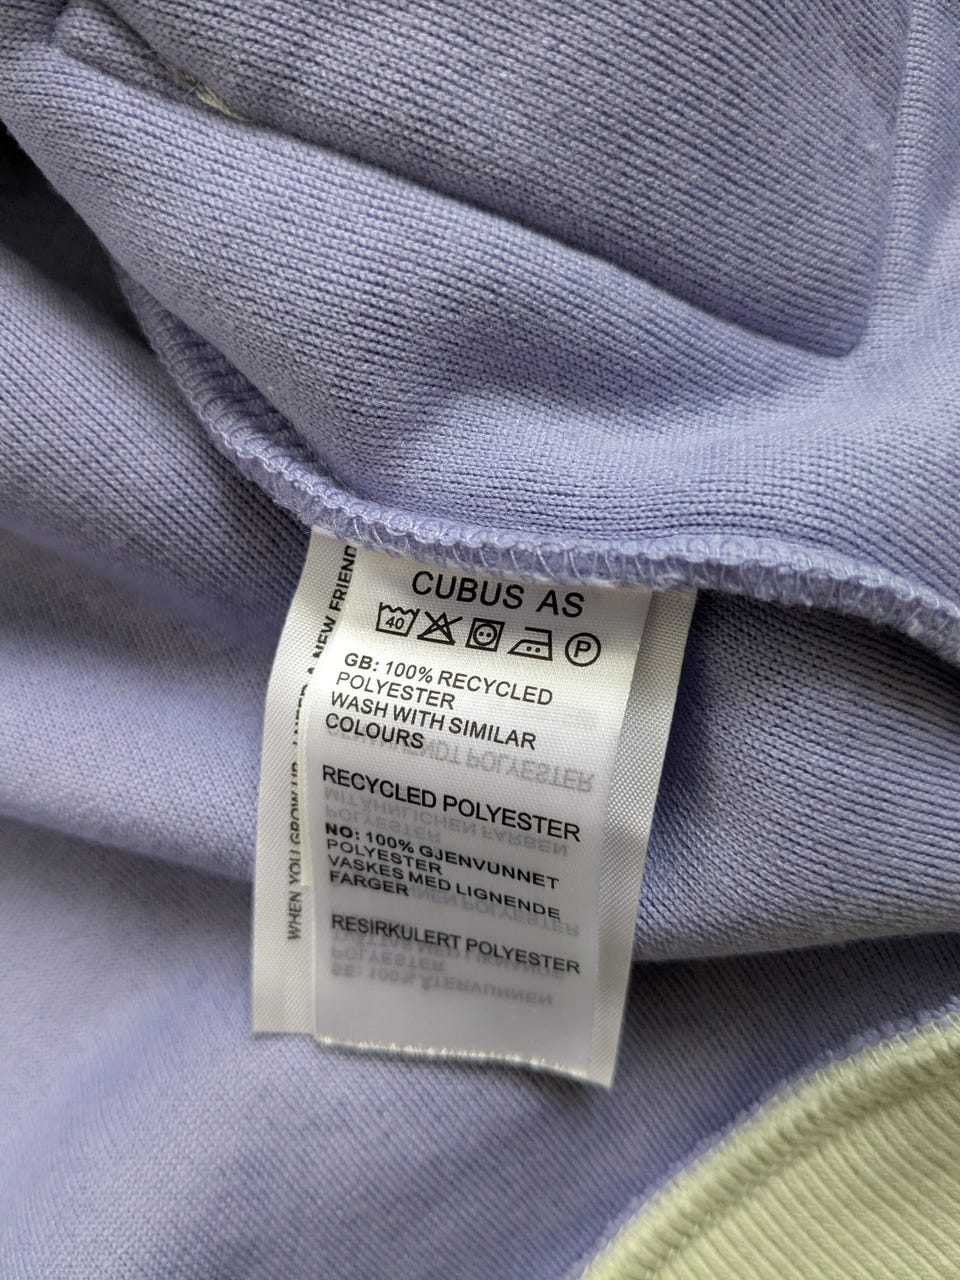 CUBUS AS
40 P
GB: 100% RECYCLED
POLYESTER
WASH WITH SIMILAR
COLOURS
RECYCLED POLYESTER
NO: 100% GJENVUNNET
POLYESTER
VASKES MED LIGNENDE
FARGER
RESIRKULERT POLYESTER
WHEN YOU GROW UP, I NEED A NEW FRIEND